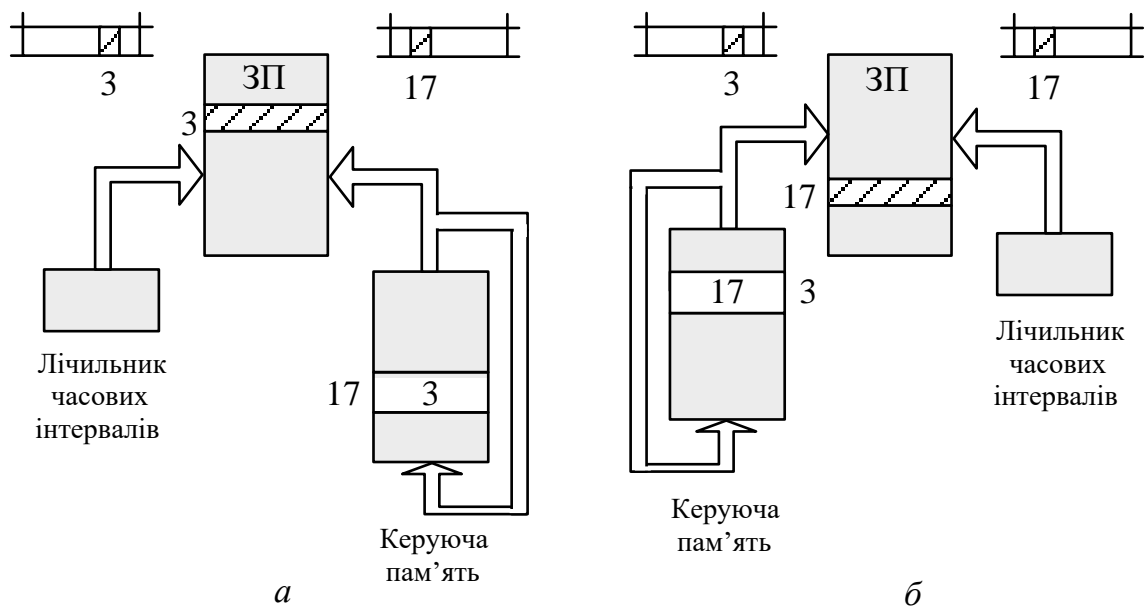 3
17
ЗП
3
Лічильник
часових
інтервалів
17
3
Керуюча
пам’ять
а
3
17
ЗП
17
17
3
Лічильник
часових
інтервалів
Керуюча
пам’ять
б